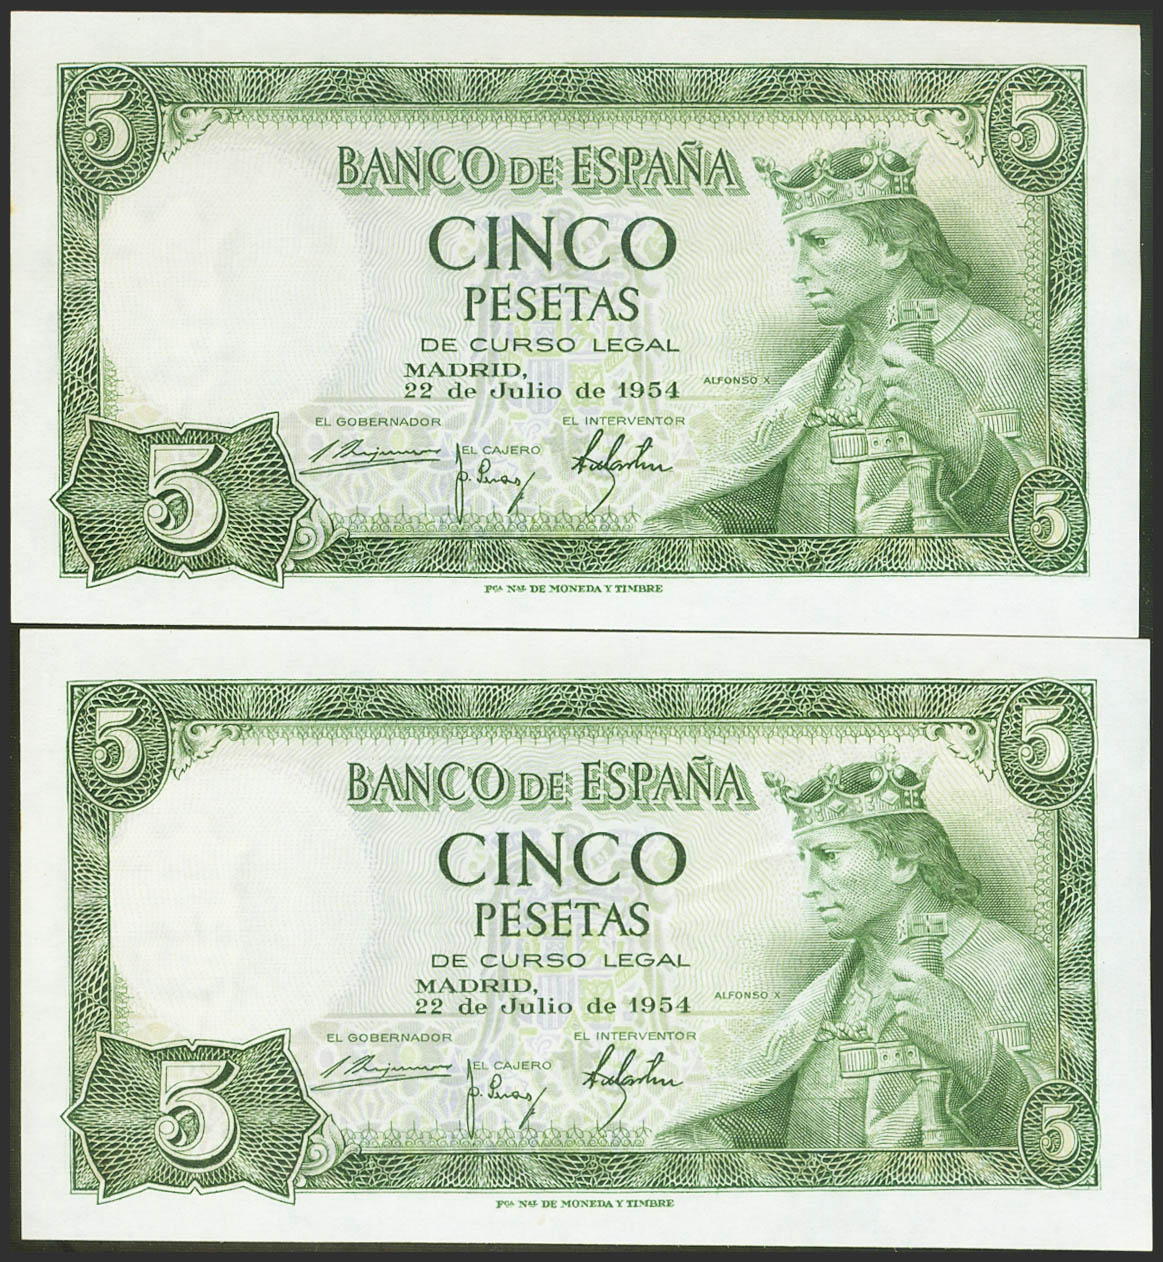 5 5
BANCO DE ESPAÑA
CINCO
PESETAS
DE CURSO LEGAL
MADRID,
22 de Julio de 1954
ALFONSO X
EL GOBERNADOR EL INTERVENTOR
EL CAJERO
5 5
Fca Nal DE MONEDA Y TIMBRE
5 5
BANCO DE ESPAÑA
CINCO
PESETAS
DE CURSO LEGAL
MADRID,
22 de Julio de 1954
ALFONSO X
EL GOBERNADOR EL INTERVENTOR
EL CAJERO
5 5
Fca Nal DE MONEDA Y TIMBRE